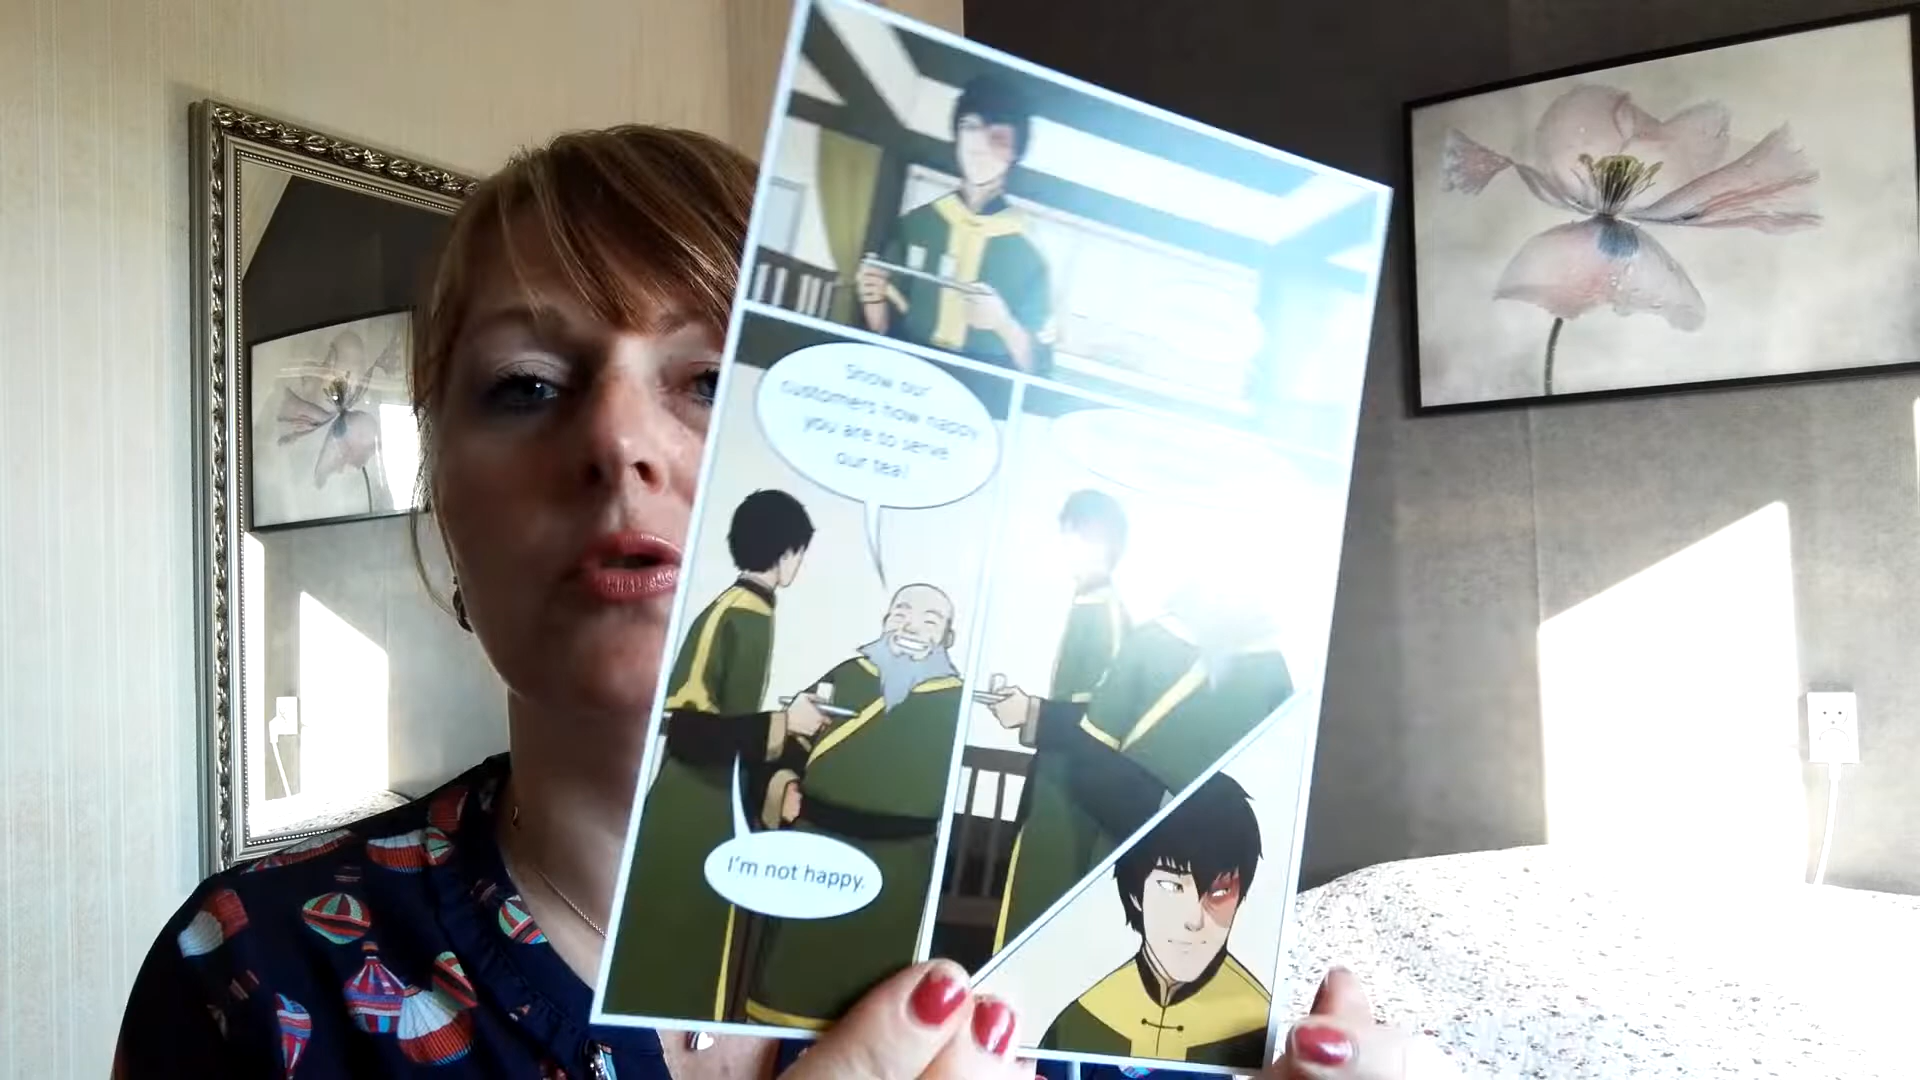 Show our
customers how happy
you are to serve
our tea!
I'm not happy.